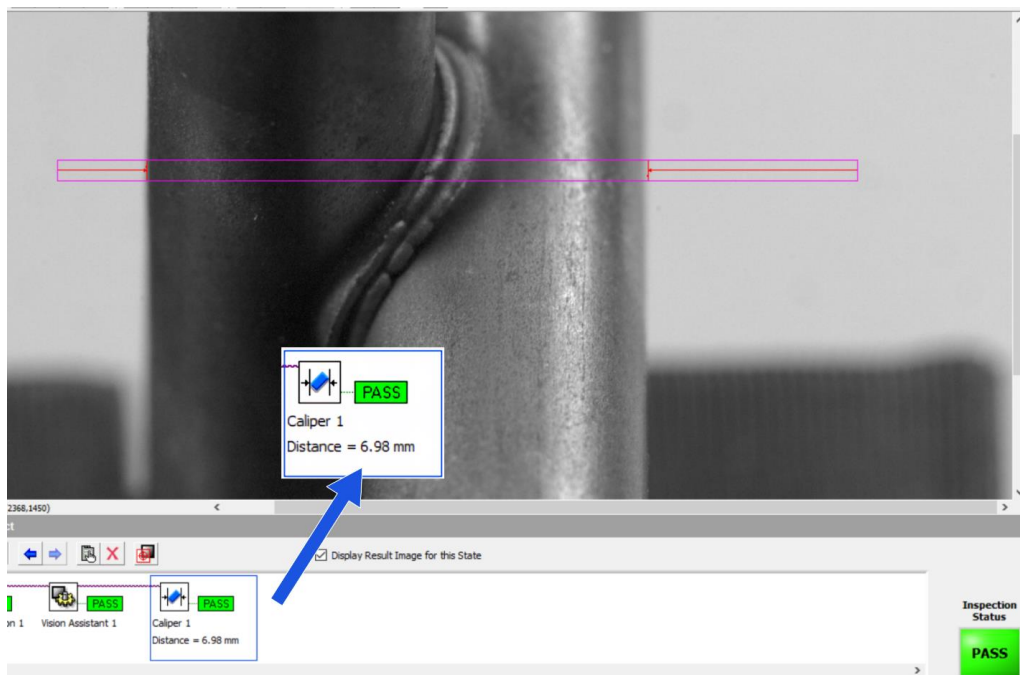 PASS
Caliper 1
Distance = 6.98 mm
2368,1450)
ct
Display Result Image for this State
PASS
PASS
on 1
Vision Assistant 1
Caliper 1
Distance = 6.98 mm
Inspection
Status
PASS